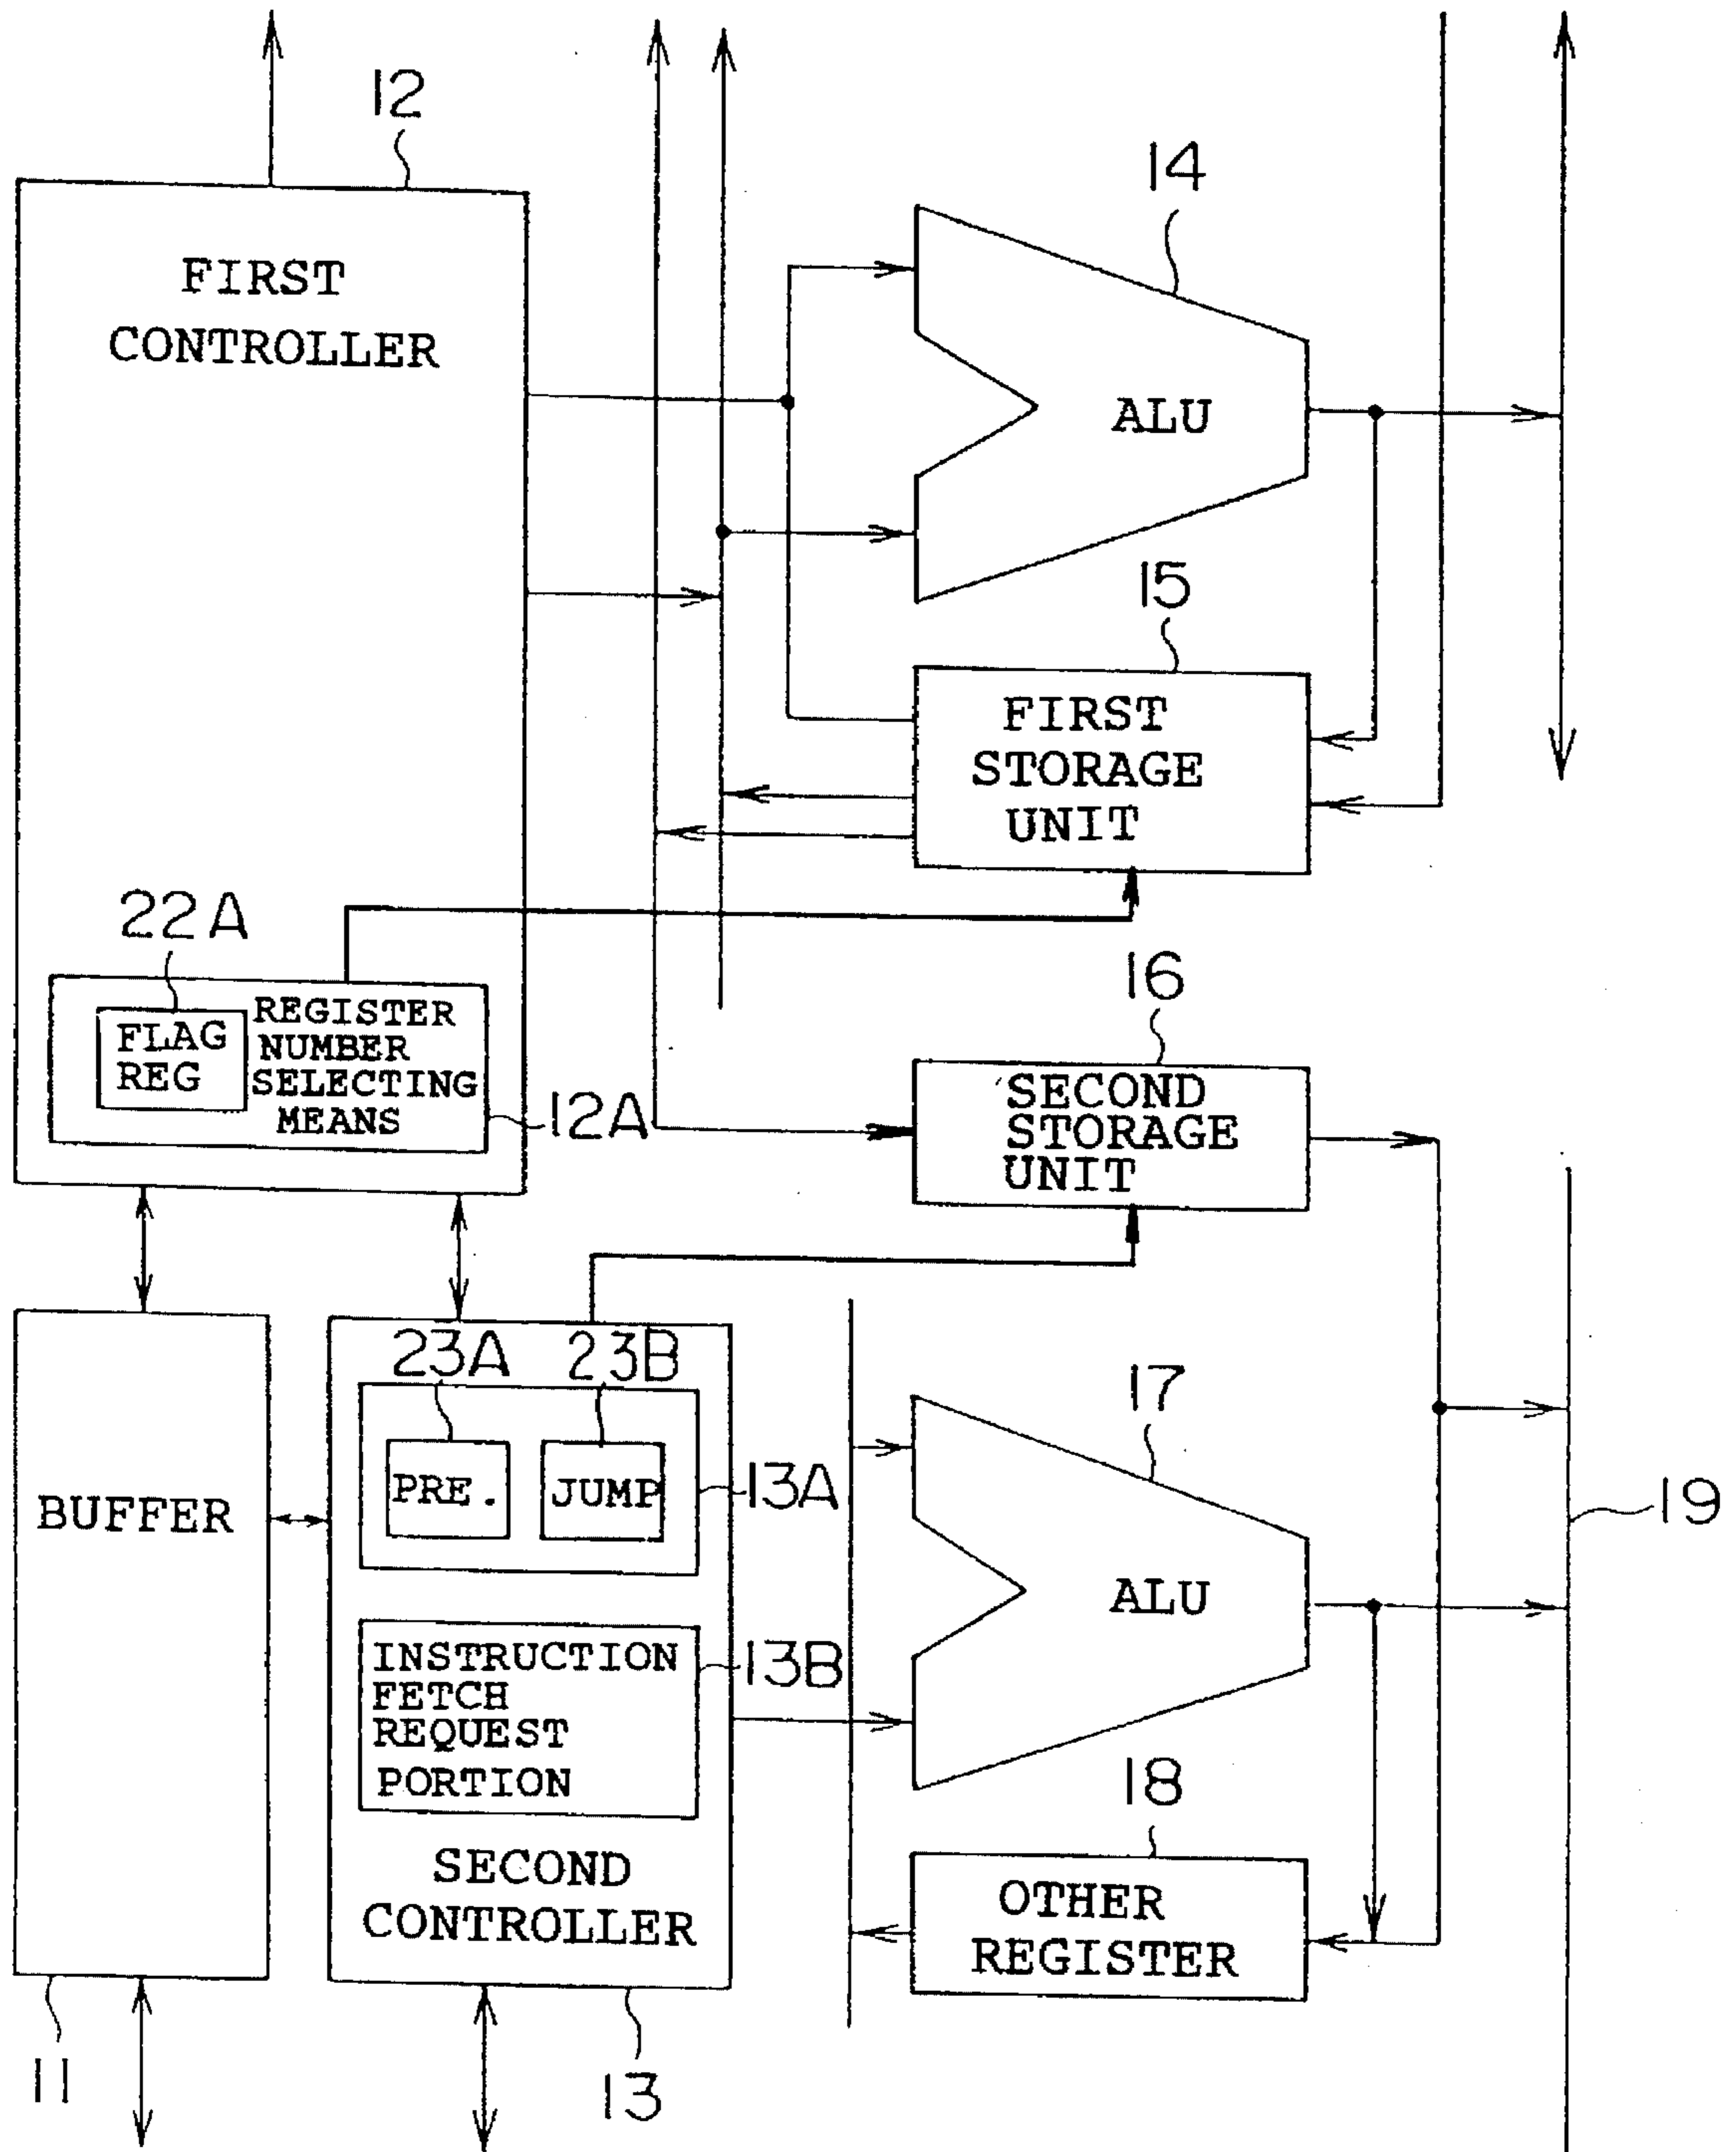 12
14
FIRST
CONTROLLER
ALU
15
FIRST
STORAGE
UNIT
22A
FLAG
REG
REGISTER
NUMBER
SELECTING
MEANS
12A
16
SECOND
STORAGE
UNIT
23A
23B
PRE.
JUMP
13A
17
BUFFER
19
ALU
INSTRUCTION
FETCH
REQUEST
PORTION
13B
18
SECOND
CONTROLLER
OTHER
REGISTER
11
13